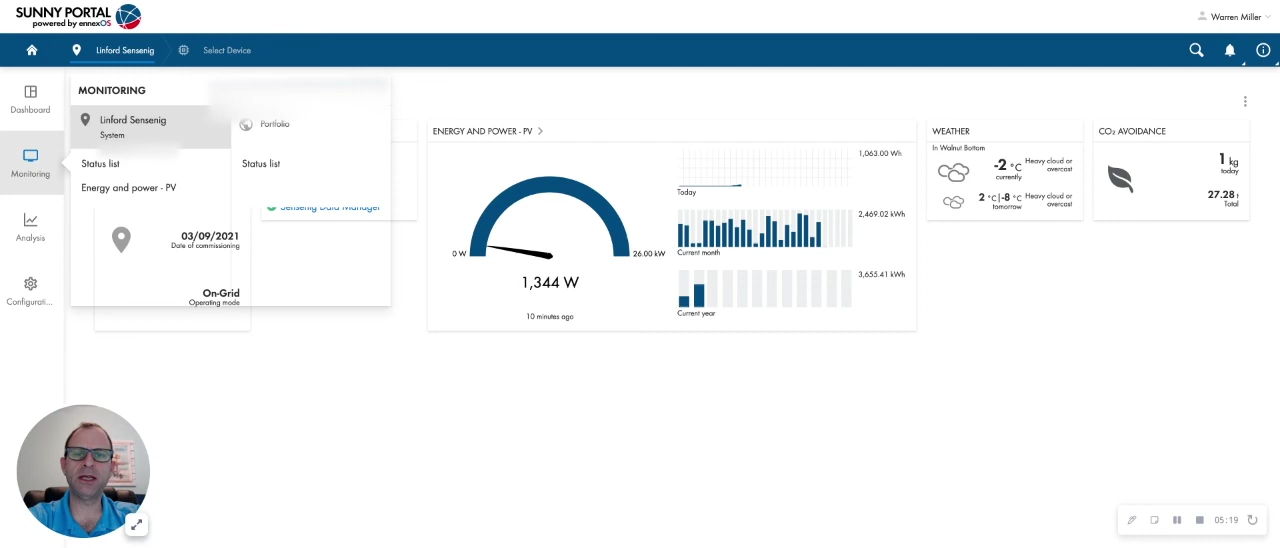 SUNNY PORTAL
powered by ennexOS
Warren Miller
Linford Sensenig
Select Device
Dashboard
Monitoring
Analysis
Configurati...
MONITORING
Linford Sensenig
System
Portfolio
Status list
Status list
Energy and power - PV
Sensenig Data Manager
03/09/2021
Date of commissioning
On-Grid
Operating mode
ENERGY AND POWER - PV
0 W
26.00 kW
1,344 W
10 minutes ago
1,063.00 Wh
Today
2,469.02 kWh
Current month
3,655.41 kWh
Current year
WEATHER
In Walnut Bottom
-2 °C
currently
Heavy cloud or
overcast
2 °C|-8 °C
tomorrow
Heavy cloud or
overcast
CO₂ AVOIDANCE
1 kg
today
27.28 t
Total
05:19